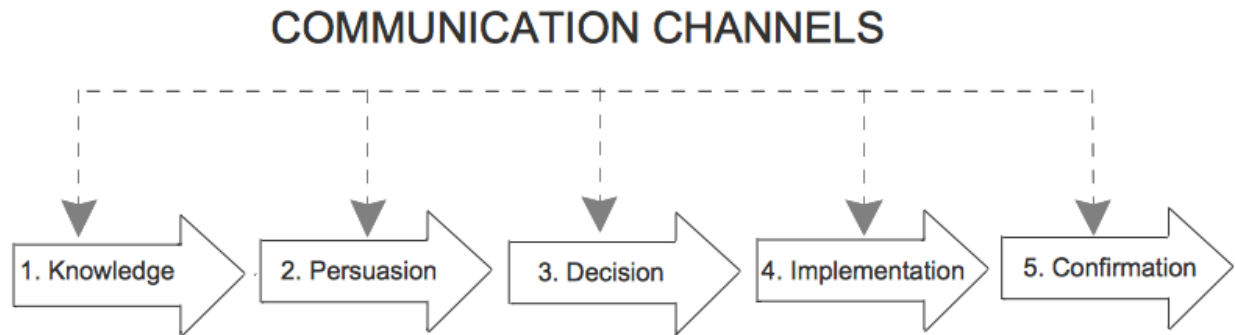 COMMUNICATION CHANNELS
1. Knowledge
2. Persuasion
3. Decision
4. Implementation
5. Confirmation